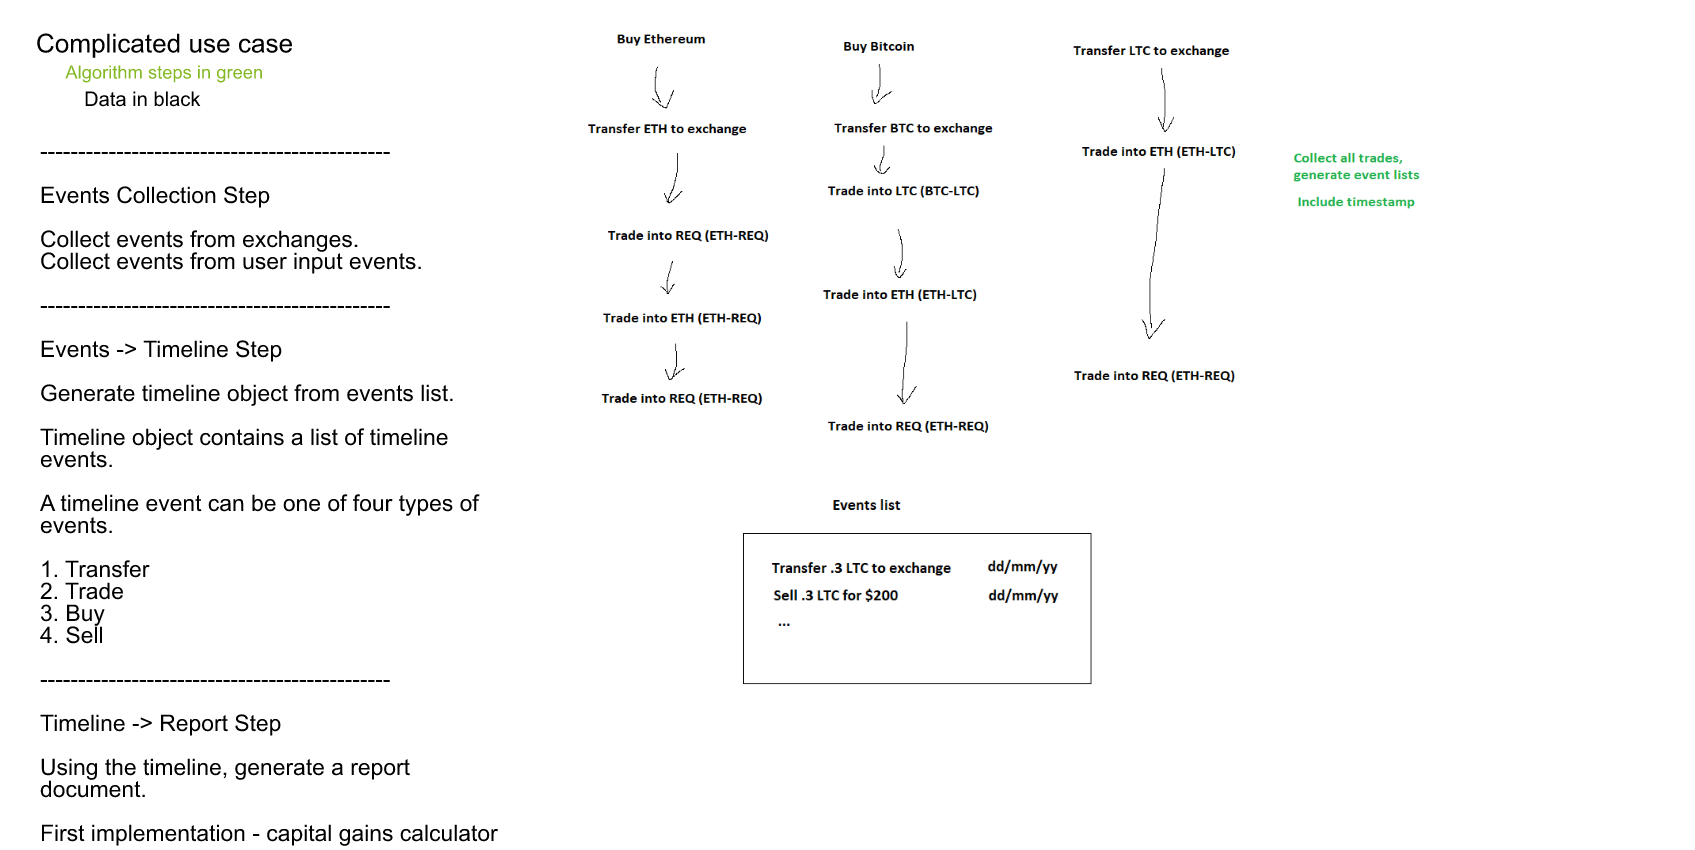 Complicated use case
Algorithm steps in green
Data in black
----------------------------------------------
Events Collection Step
Collect events from exchanges.
Collect events from user input events.
----------------------------------------------
Events -> Timeline Step
Generate timeline object from events list.
Timeline object contains a list of timeline
events.
A timeline event can be one of four types of
events.
1. Transfer
2. Trade
3. Buy
4. Sell
----------------------------------------------
Timeline -> Report Step
Using the timeline, generate a report
document.
First implementation - capital gains calculator
Buy Ethereum
Transfer ETH to exchange
Trade into REQ (ETH-REQ)
Trade into ETH (ETH-REQ)
Trade into REQ (ETH-REQ)
Buy Bitcoin
Transfer BTC to exchange
Trade into LTC (BTC-LTC)
Trade into ETH (ETH-LTC)
Trade into REQ (ETH-REQ)
Transfer LTC to exchange
Trade into ETH (ETH-LTC)
Trade into REQ (ETH-REQ)
Collect all trades,
generate event lists
Include timestamp
Events list
Transfer .3 LTC to exchange dd/mm/yy
Sell .3 LTC for $200 dd/mm/yy
...